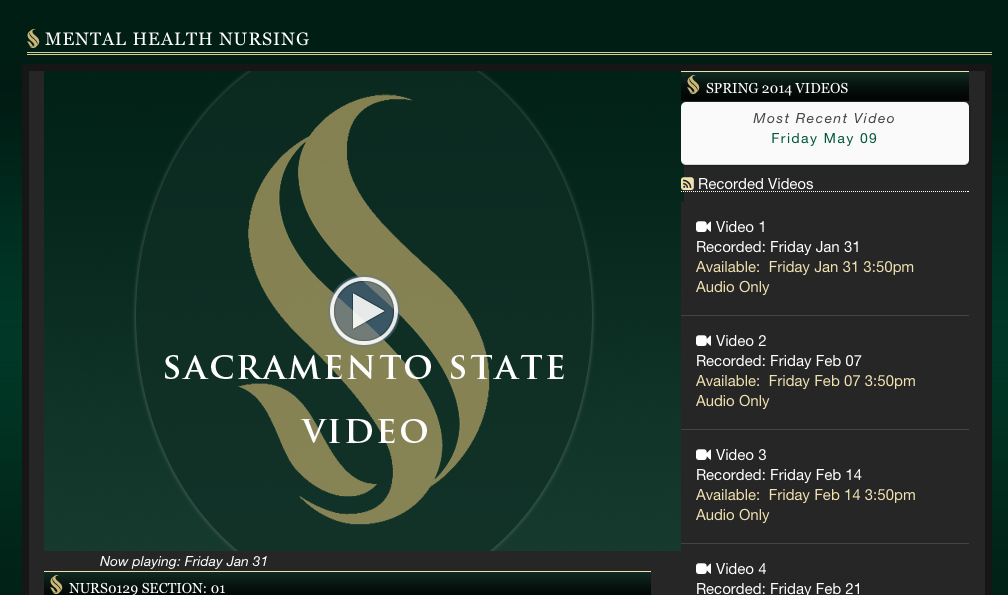 MENTAL HEALTH NURSING
SACRAMENTO STATE
VIDEO
Now playing: Friday Jan 31
NURS0129 SECTION: 01
SPRING 2014 VIDEOS
Most Recent Video
Friday May 09
Recorded Videos
Video 1
Recorded: Friday Jan 31
Available: Friday Jan 31 3:50pm
Audio Only
Video 2
Recorded: Friday Feb 07
Available: Friday Feb 07 3:50pm
Audio Only
Video 3
Recorded: Friday Feb 14
Available: Friday Feb 14 3:50pm
Audio Only
Video 4
Recorded: Friday Feb 21